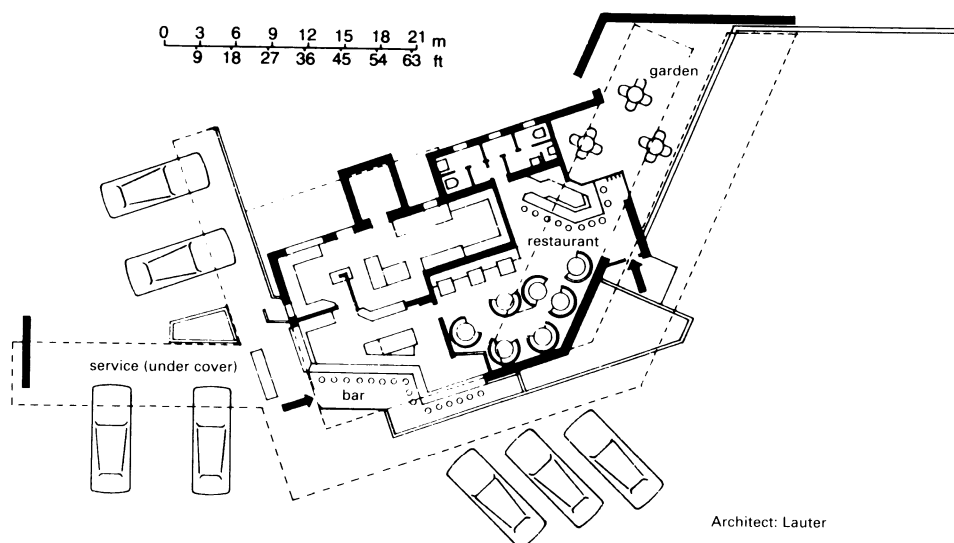 0 3 6 9 12 15 18 21 m
9 18 27 36 45 54 63 ft
garden
restaurant
service (under cover)
bar
Architect: Lauter